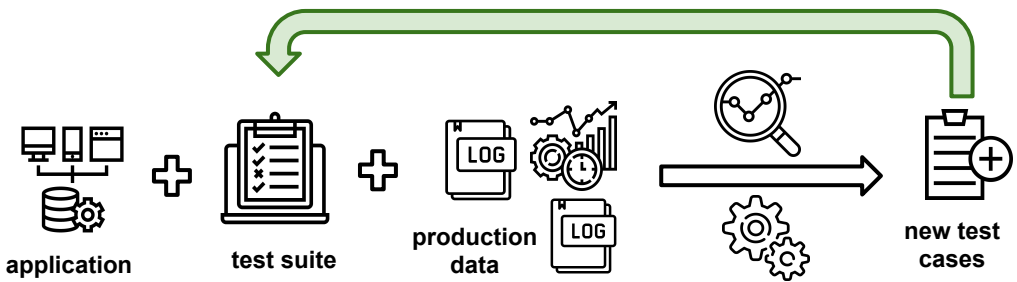 LOG
LOG
application
test suite
production
data
new test
cases